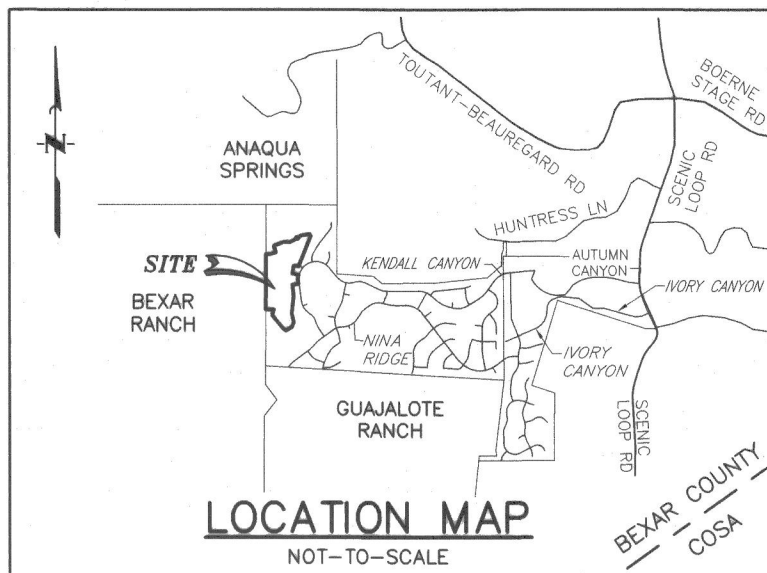 TOUTANT-BEAUREGARD RD
BOERNE
STAGE RD
N
ANAQUA
SPRINGS
SCENIC
LOOP RD
HUNTRESS LN
SITE
KENDALL CANYON
AUTUMN
CANYON
IVORY CANYON
BEXAR
RANCH
NINA
RIDGE
IVORY
CANYON
GUAJALOTE
RANCH
SCENIC
LOOP RD
BEXAR COUNTY
COSA
LOCATION MAP
NOT-TO-SCALE